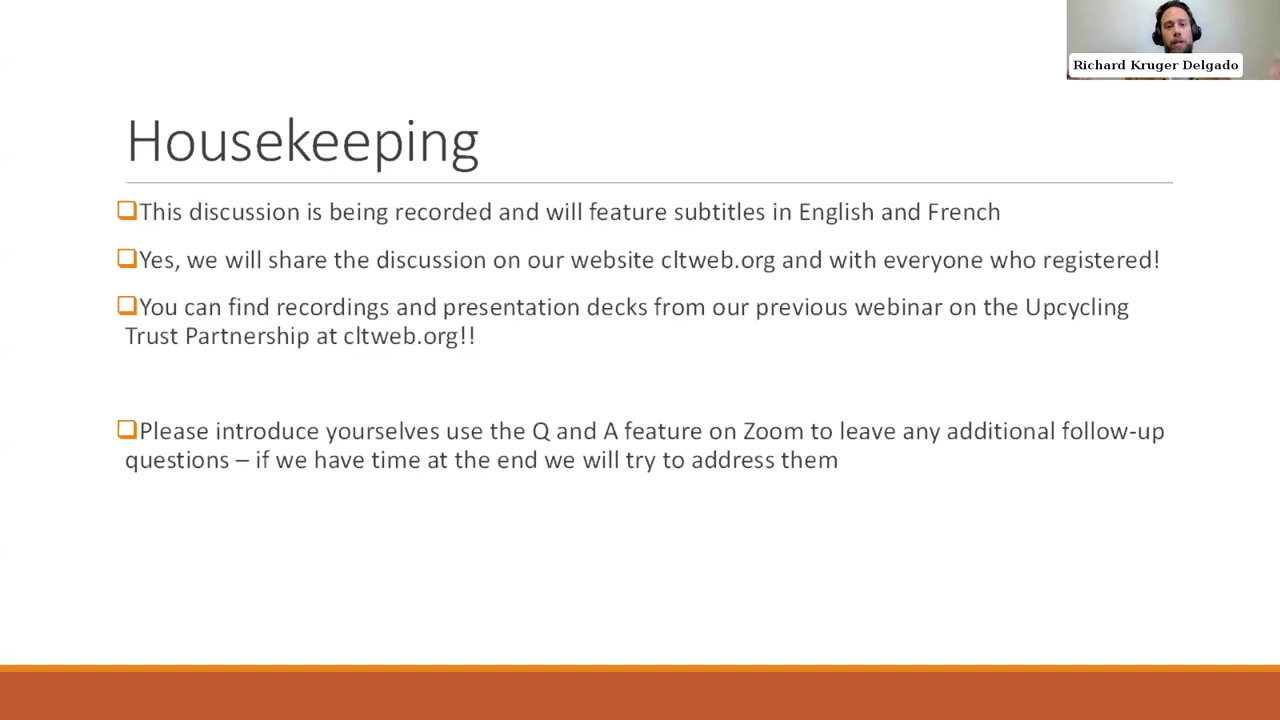 Richard Kruger Delgado
Housekeeping
This discussion is being recorded and will feature subtitles in English and French
Yes, we will share the discussion on our website cltweb.org and with everyone who registered!
You can find recordings and presentation decks from our previous webinar on the Upcycling
Trust Partnership at cltweb.org!!
Please introduce yourselves use the Q and A feature on Zoom to leave any additional follow-up
questions – if we have time at the end we will try to address them